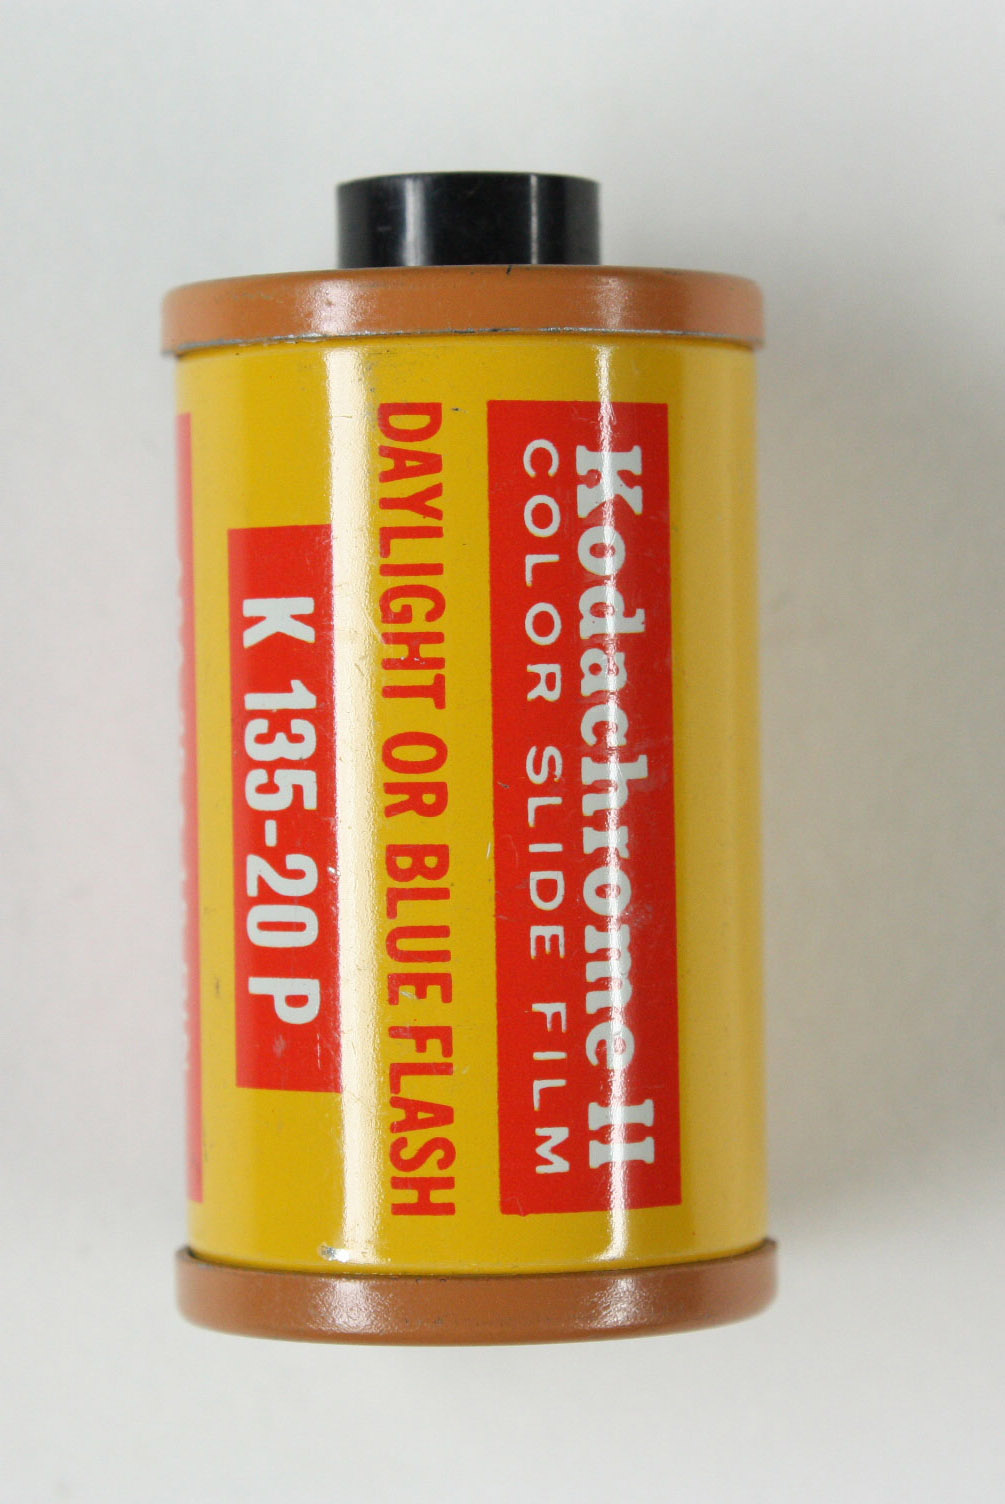 Kodachrome II
COLOR SLIDE FILM
DAYLIGHT OR BLUE FLASH
K 135-20 P